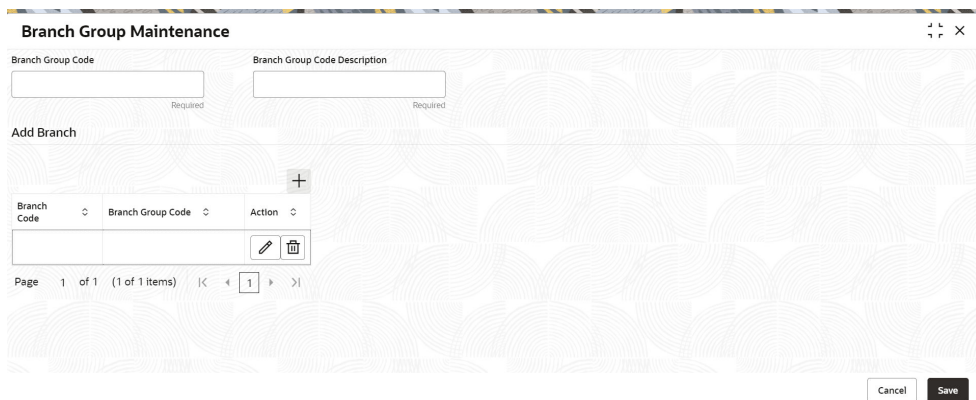 Branch Group Maintenance
Branch Group Code Branch Group Code Description
Required Required
Add Branch
Branch Code Branch Group Code Action
Page 1 of 1 (1 of 1 items) 1
Cancel Save